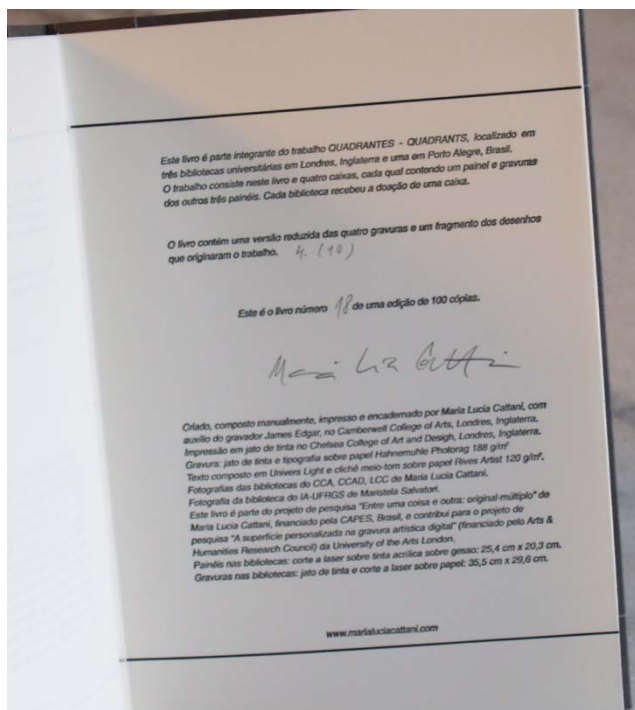 Este livro é parte integrante do trabalho QUADRANTES - QUADRANTS, localizado em
três bibliotecas universitárias em Londres, Inglaterra e uma em Porto Alegre, Brasil.
O trabalho consiste neste livro e quatro caixas, cada qual contendo um painel e gravuras
dos outros três painéis. Cada biblioteca recebeu a doação de uma caixa.
O livro contém uma versão reduzida das quatro gravuras e um fragmento dos desenhos
que originaram o trabalho. 4. (10)
Este é o livro número 18 de uma edição de 100 cópias.
Maria Lucia Cattani
Criado, composto manualmente, impresso e encadernado por Maria Lucia Cattani, com
auxílio do gravador James Edgar, no Camberwell College of Arts, Londres, Inglaterra.
Impressão em jato de tinta no Chelsea College of Art and Desigh, Londres, Inglaterra.
Gravura: jato de tinta e tipografia sobre papel Hahnemuhle Photorag 188 g/m².
Texto composto em Univers Light e clichê meio-tom sobre papel Rives Artist 120 g/m².
Fotografias das bibliotecas do CCA, CCAD, LCC de Maria Lucia Cattani.
Fotografia da biblioteca do IA-UFRGS de Maristela Salvatori.
Este livro é parte do projeto de pesquisa "Entre uma coisa e outra: original-múltiplo" de
Maria Lucia Cattani, financiado pela CAPES, Brasil, e contribui para o projeto de
pesquisa "A superfície personalizada na gravura artística digital" (financiado pelo Arts &
Humanities Research Council) da University of the Arts London.
Painéis nas bibliotecas: corte a laser sobre tinta acrílica sobre gesso: 25,4 cm x 20,3 cm.
Gravuras nas bibliotecas: jato de tinta e corte a laser sobre papel: 35,5 cm x 29,6 cm.
www.marialuciacattani.com